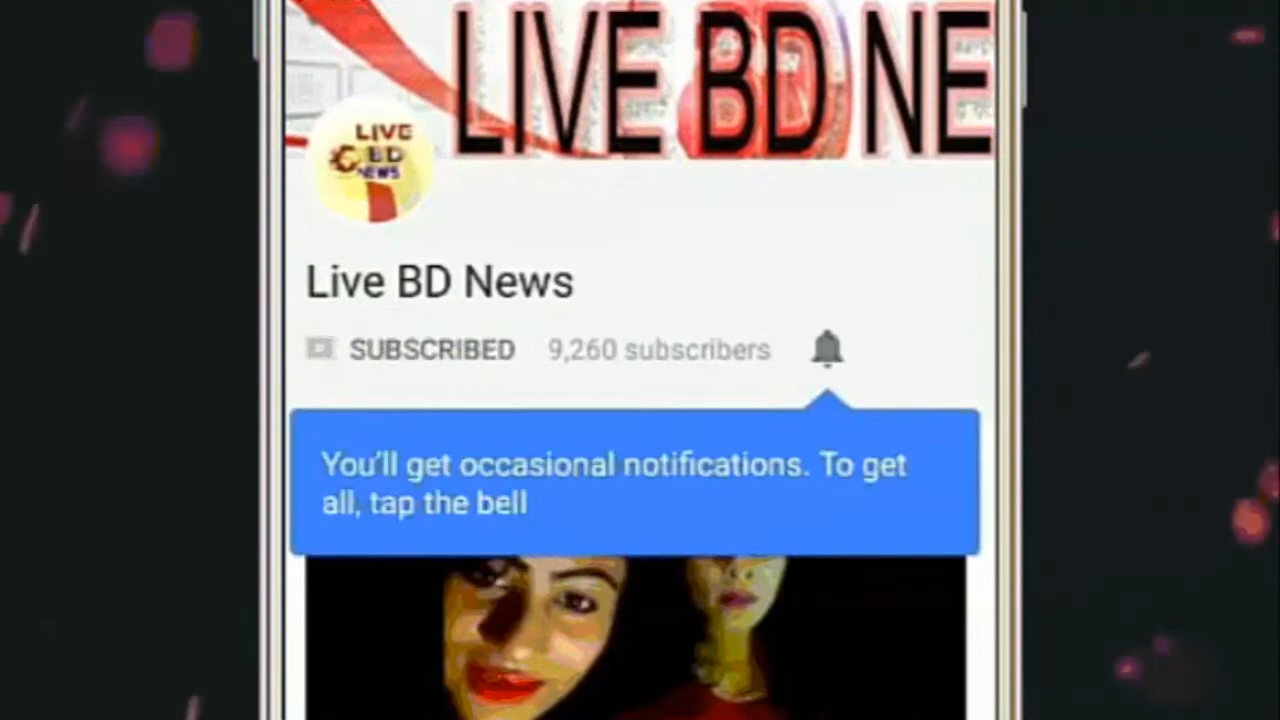 LIVE BD NE
LIVE
BD
NEWS
Live BD News
SUBSCRIBED 9,260 subscribers
You'll get occasional notifications. To get
all, tap the bell